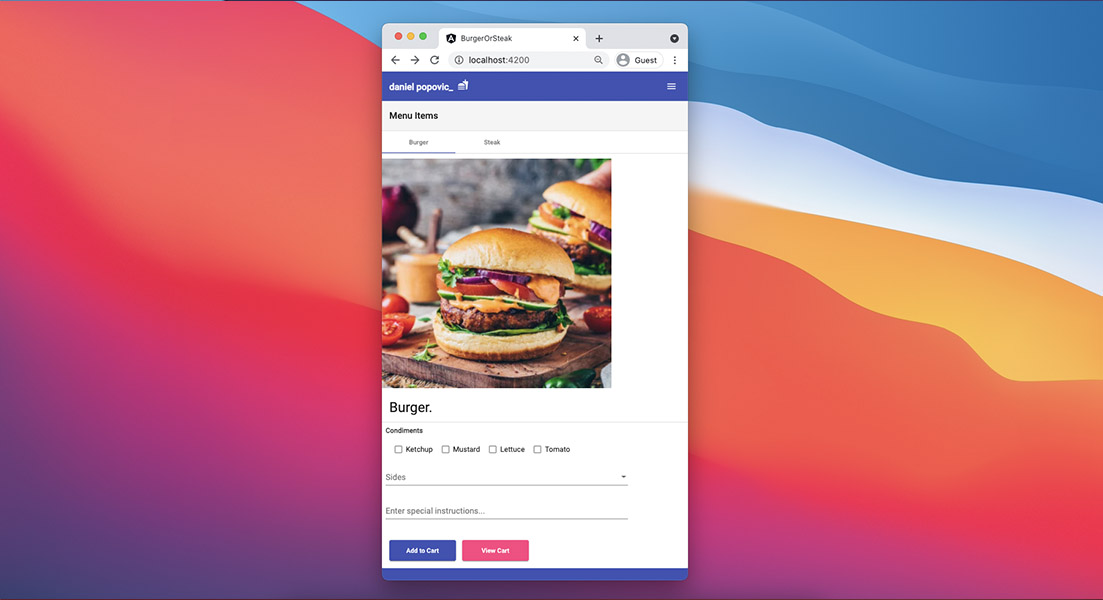 BurgerOrSteak
localhost:4200
Guest
daniel popovic_
Menu Items
Burger Steak
Burger.
Condiments
Ketchup Mustard Lettuce Tomato
Sides
Enter special instructions...
Add to Cart View Cart